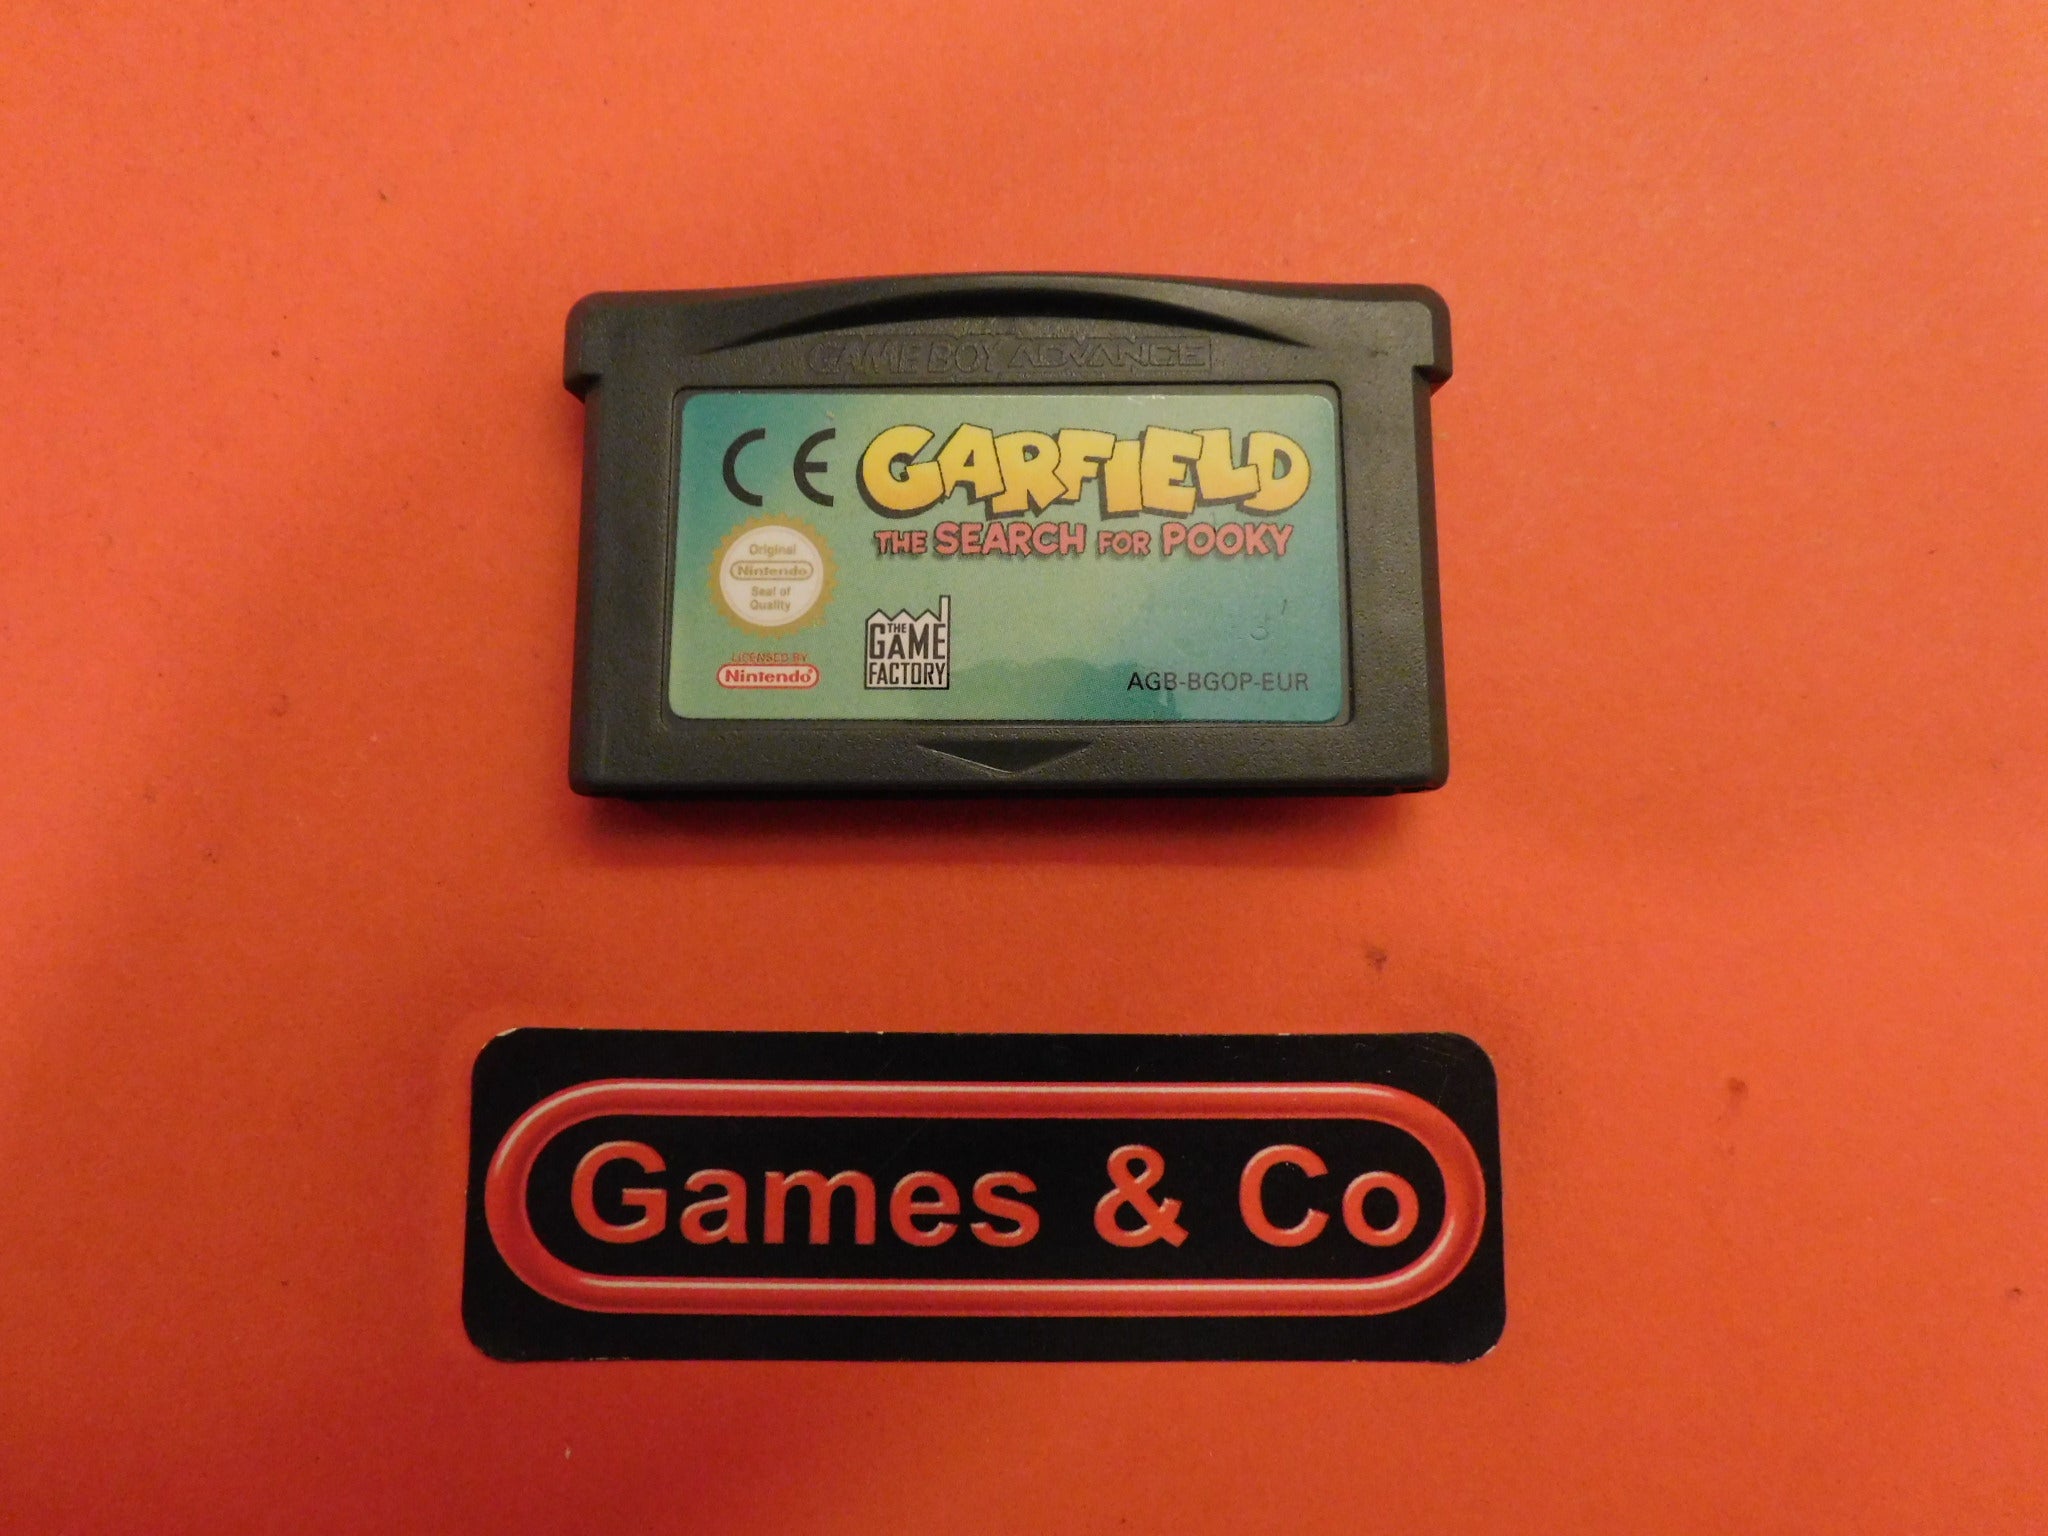 GAME BOY ADVANCE
CE
GARFIELD
THE SEARCH FOR POOKY
Original
Nintendo
Seal of
Quality
LICENSED BY
Nintendo®
THE
GAME
FACTORY
AGB-BGOP-EUR
Games & Co